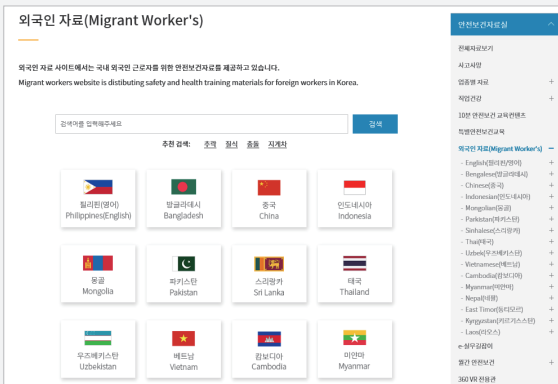 외국인 자료(Migrant Worker's)
외국인 자료 사이트에서는 국내 외국인 근로자를 위한 안전보건자료를 제공하고 있습니다.
Migrant workers website is distibuting safety and health training materials for foreign workers in Korea.
검색어를 입력해주세요
검색
추천 검색: 추락 질식 충돌 지게차
필리핀(영어)
Philippines(English)
방글라데시
Bangladesh
중국
China
인도네시아
Indonesia
몽골
Mongolia
파키스탄
Pakistan
스리랑카
Sri Lanka
태국
Thailand
우즈베키스탄
Uzbekistan
베트남
Vietnam
캄보디아
Cambodia
미얀마
Myanmar
안전보건자료실
전체자료보기
사고사망
업종별 자료 +
직업건강 +
10분 안전보건 교육컨텐츠
특별안전보건교육
외국인 자료(Migrant Worker's) −
- English(필리핀/영어) +
- Bengalese(방글라데시) +
- Chinese(중국) +
- Indonesian(인도네시아) +
- Mongolian(몽골) +
- Parkistan(파키스탄) +
- Sinhalese(스리랑카) +
- Thai(태국) +
- Uzbek(우즈베키스탄) +
- Vietnamese(베트남) +
- Cambodia(캄보디아) +
- Myanmar(미얀마) +
- Nepal(네팔) +
- East Timor(동티모르) +
- Kyrgyzstan(키르기스스탄) +
- Laos(라오스) +
e-실무길잡이
월간 안전보건 +
360 VR 전용관